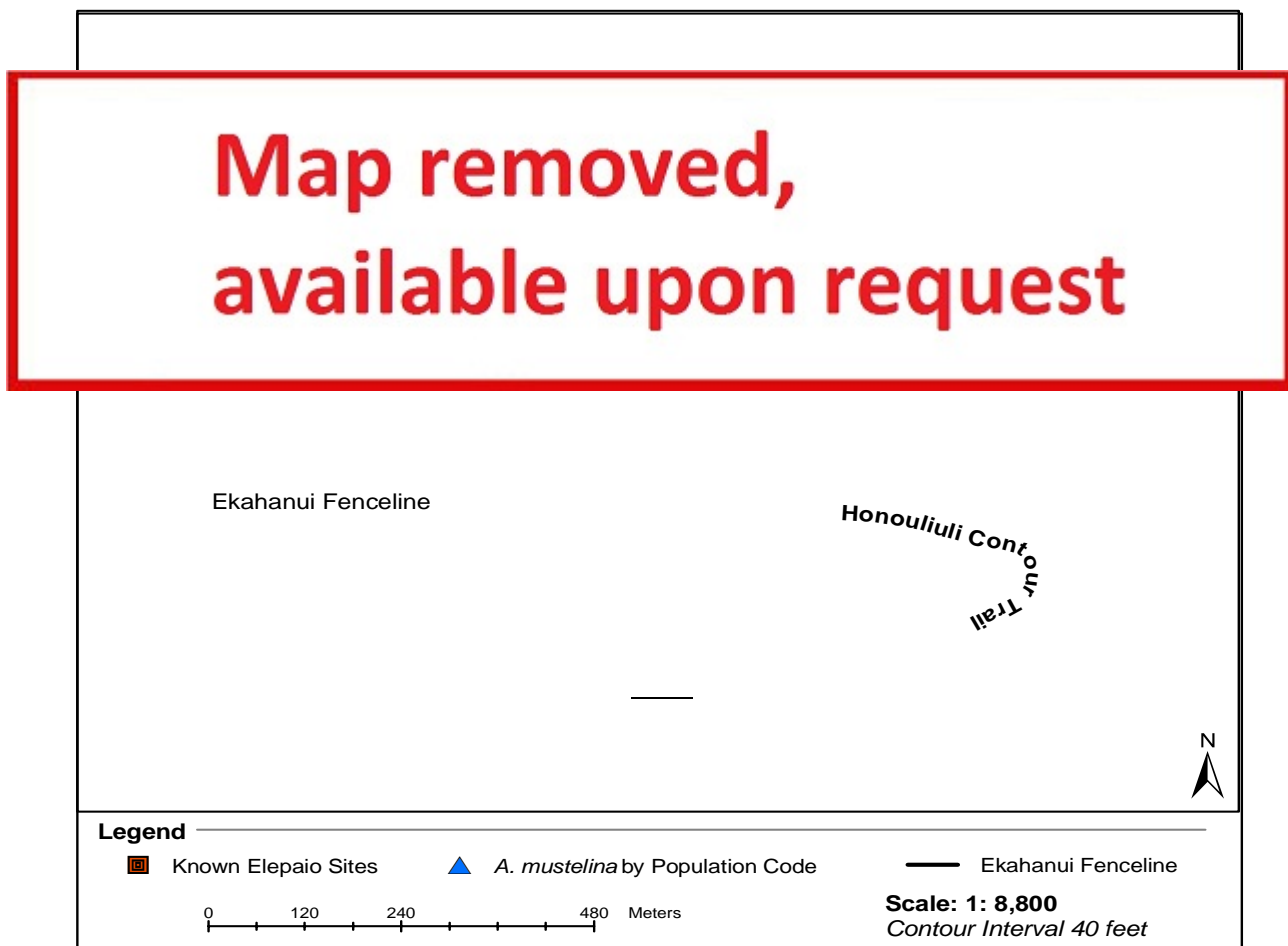 Map removed,
available upon request
Ekahanui Fenceline
Honouliuli Contour Trail
N
Legend
Known Elepaio Sites
A. mustelina by Population Code
Ekahanui Fenceline
0 120 240 480 Meters
Scale: 1: 8,800
Contour Interval 40 feet